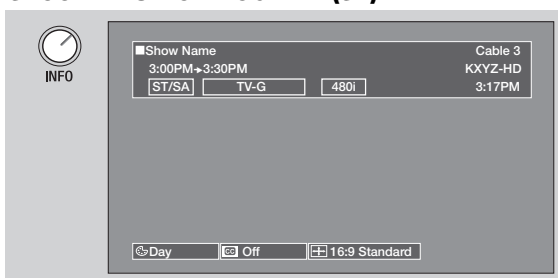 INFO
■Show Name Cable 3
3:00PM→3:30PM KXYZ-HD
ST/SA TV-G 480i 3:17PM
Day CC Off 16:9 Standard